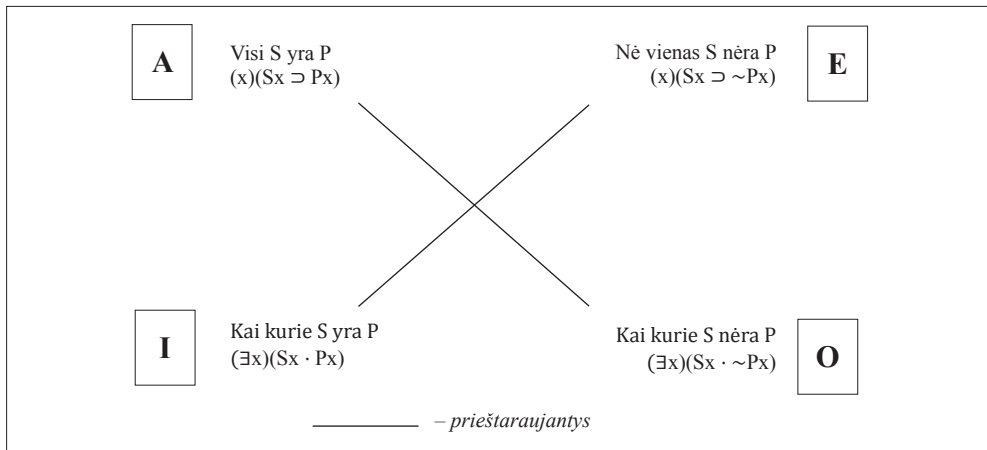 A
Visi S yra P
(x)(Sx ⊃ Px)
Nė vienas S nėra P
(x)(Sx ⊃ ~Px)
E
I
Kai kurie S yra P
(∃x)(Sx · Px)
Kai kurie S nėra P
(∃x)(Sx · ~Px)
O
– prieštaraujantys